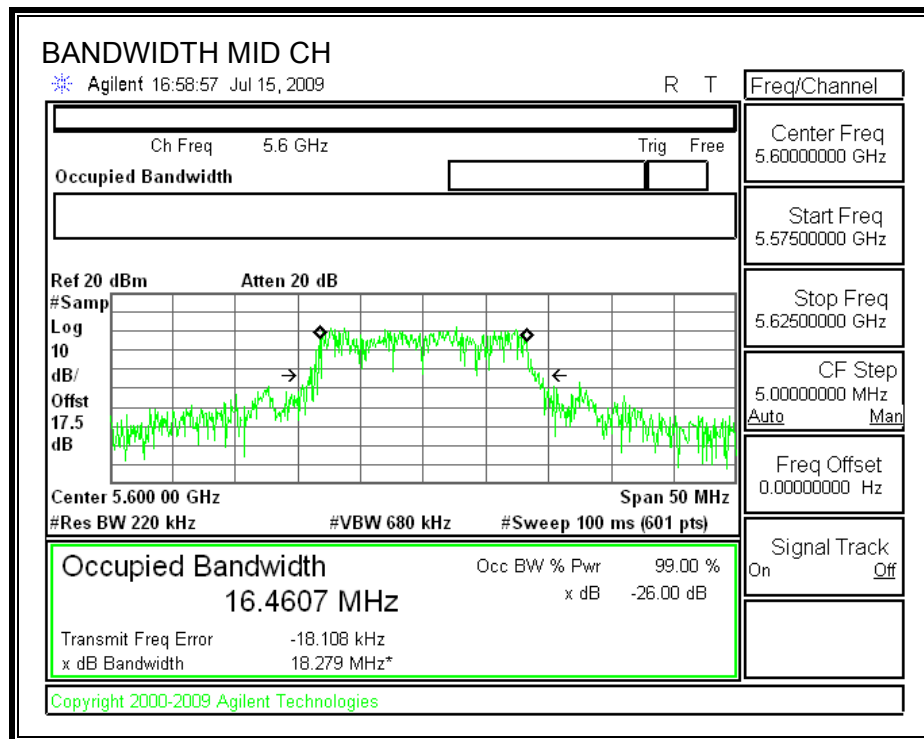 BANDWIDTH MID CH
Agilent 16:58:57 Jul 15, 2009 R T
Freq/Channel
Ch Freq 5.6 GHz Trig Free
Occupied Bandwidth
Center Freq
5.60000000 GHz
Start Freq
5.57500000 GHz
Stop Freq
5.62500000 GHz
CF Step
5.00000000 MHz
Auto Man
Freq Offset
0.00000000 Hz
Signal Track
On Off
Ref 20 dBm Atten 20 dB
#Samp
Log
10
dB/
Offst
17.5
dB
Center 5.600 00 GHz Span 50 MHz
#Res BW 220 kHz #VBW 680 kHz #Sweep 100 ms (601 pts)
Occupied Bandwidth Occ BW % Pwr 99.00 %
16.4607 MHz x dB -26.00 dB
Transmit Freq Error -18.108 kHz
x dB Bandwidth 18.279 MHz*
Copyright 2000-2009 Agilent Technologies